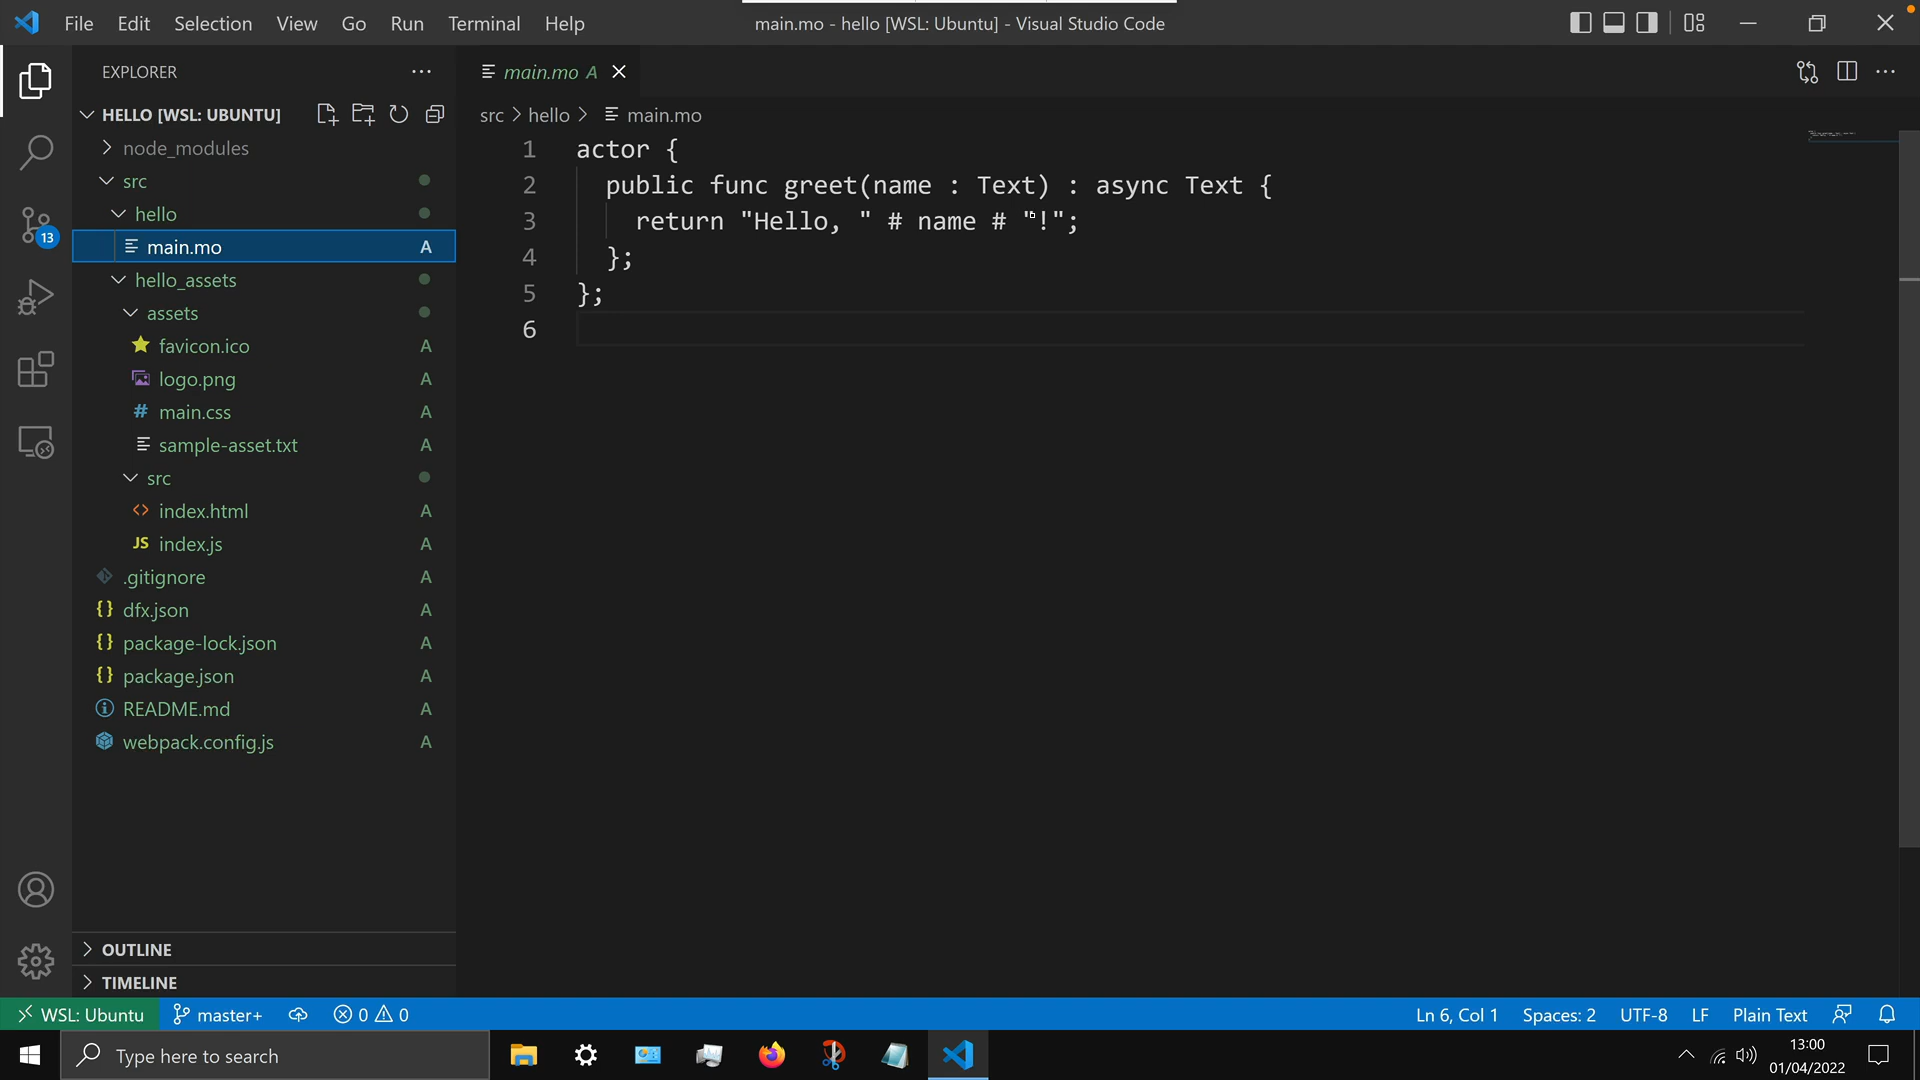 File Edit Selection View Go Run Terminal Help
main.mo - hello [WSL: Ubuntu] - Visual Studio Code
EXPLORER
HELLO [WSL: UBUNTU]
node_modules
src
hello
main.mo A
hello_assets
assets
favicon.ico A
logo.png A
main.css A
sample-asset.txt A
src
index.html A
JS index.js A
.gitignore A
{} dfx.json A
{} package-lock.json A
{} package.json A
README.md A
webpack.config.js A
OUTLINE
TIMELINE
13
main.mo A
src > hello > main.mo
1 actor {
2 public func greet(name : Text) : async Text {
3 return "Hello, " # name # "!";
4 };
5 };
6
WSL: Ubuntu master+ 0 0
Ln 6, Col 1 Spaces: 2 UTF-8 LF Plain Text
Type here to search
13:00
01/04/2022